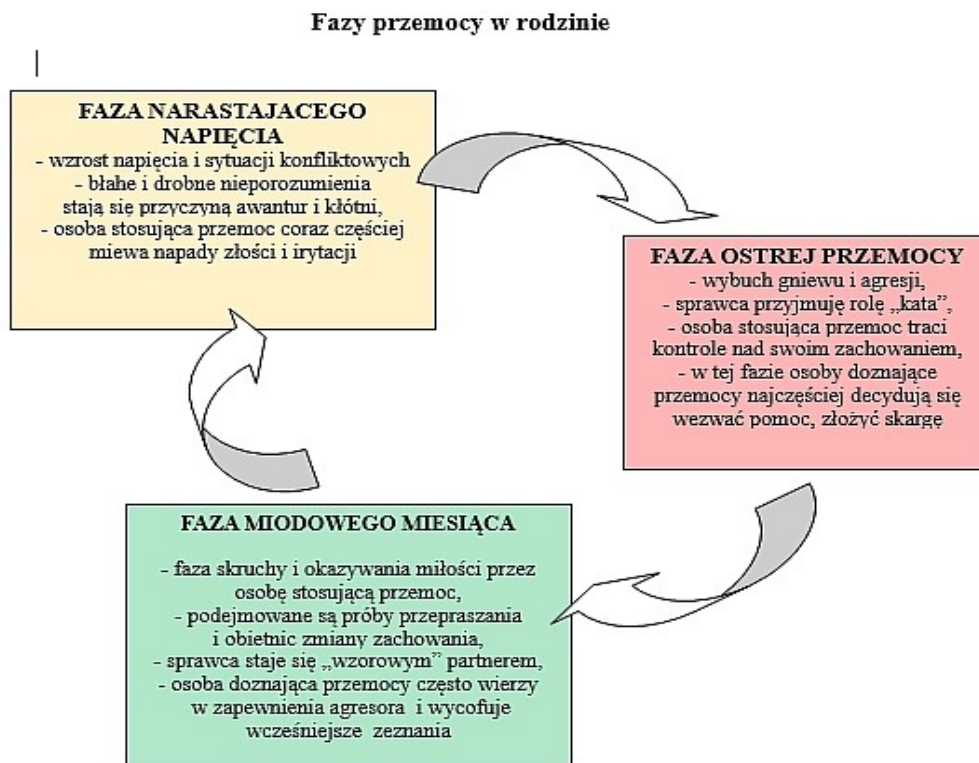 Fazy przemocy w rodzinie
FAZA NARASTAJACEGO
NAPIĘCIA
- wzrost napięcia i sytuacji konfliktowych
- błahe i drobne nieporozumienia
stają się przyczyną awantur i kłótni,
- osoba stosująca przemoc coraz częściej
miewa napady złości i irytacji
FAZA OSTREJ PRZEMOCY
- wybuch gniewu i agresji,
- sprawca przyjmuję rolę „kata”,
- osoba stosująca przemoc traci
kontrole nad swoim zachowaniem,
- w tej fazie osoby doznające
przemocy najczęściej decydują się
wezwać pomoc, złożyć skargę
FAZA MIODOWEGO MIESIĄCA
- faza skruchy i okazywania miłości przez
osobę stosującą przemoc,
- podejmowane są próby przepraszania
i obietnic zmiany zachowania,
- sprawca staje się „wzorowym” partnerem,
- osoba doznająca przemocy często wierzy
w zapewnienia agresora i wycofuje
wcześniejsze zeznania